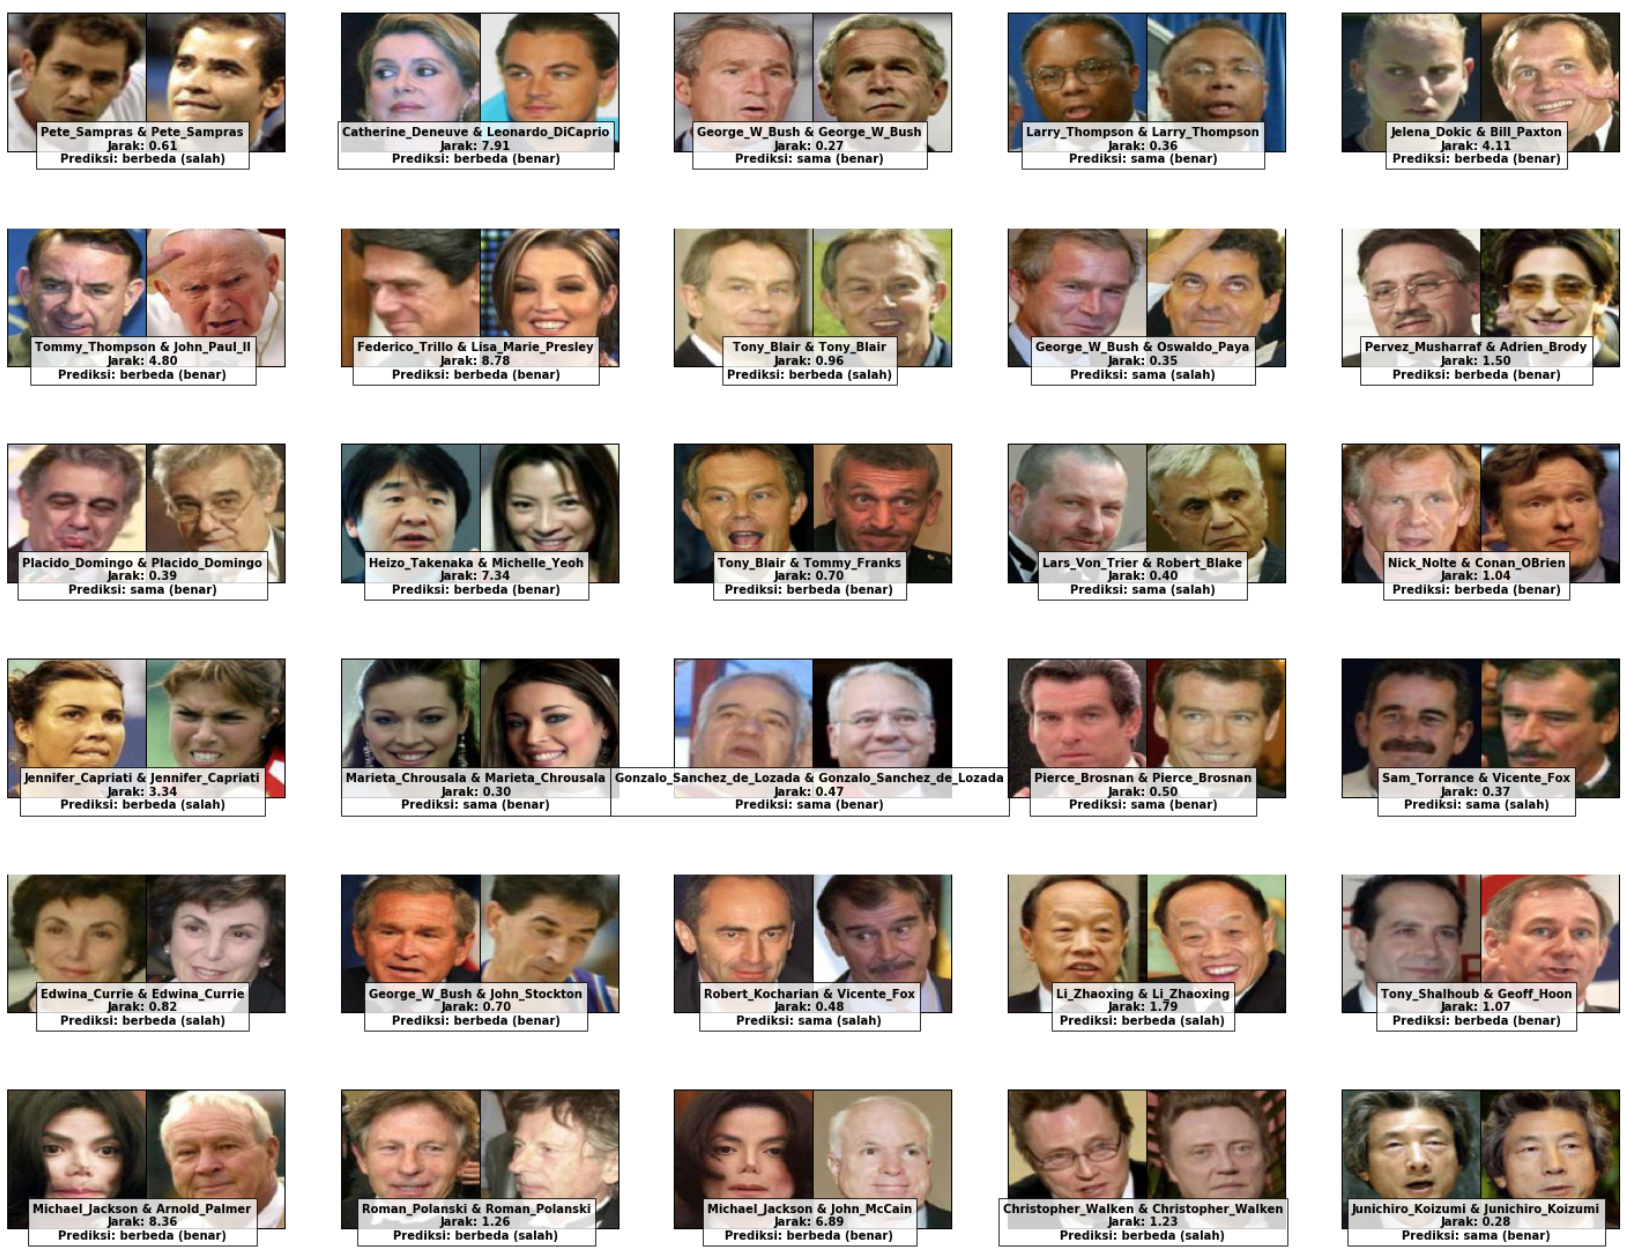 Pete_Sampras & Pete_Sampras
Jarak: 0.61
Prediksi: berbeda (salah)
Catherine_Deneuve & Leonardo_DiCaprio
Jarak: 7.91
Prediksi: berbeda (benar)
George_W_Bush & George_W_Bush
Jarak: 0.27
Prediksi: sama (benar)
Larry_Thompson & Larry_Thompson
Jarak: 0.36
Prediksi: sama (benar)
Jelena_Dokic & Bill_Paxton
Jarak: 4.11
Prediksi: berbeda (benar)
Tommy_Thompson & John_Paul_II
Jarak: 4.80
Prediksi: berbeda (benar)
Federico_Trillo & Lisa_Marie_Presley
Jarak: 8.78
Prediksi: berbeda (benar)
Tony_Blair & Tony_Blair
Jarak: 0.96
Prediksi: berbeda (salah)
George_W_Bush & Oswaldo_Paya
Jarak: 0.35
Prediksi: sama (salah)
Pervez_Musharraf & Adrien_Brody
Jarak: 1.50
Prediksi: berbeda (benar)
Placido_Domingo & Placido_Domingo
Jarak: 0.39
Prediksi: sama (benar)
Heizo_Takenaka & Michelle_Yeoh
Jarak: 7.34
Prediksi: berbeda (benar)
Tony_Blair & Tommy_Franks
Jarak: 0.70
Prediksi: berbeda (benar)
Lars_Von_Trier & Robert_Blake
Jarak: 0.40
Prediksi: sama (salah)
Nick_Nolte & Conan_OBrien
Jarak: 1.04
Prediksi: berbeda (benar)
Jennifer_Capriati & Jennifer_Capriati
Jarak: 3.34
Prediksi: berbeda (salah)
Marieta_Chrousala & Marieta_Chrousala
Jarak: 0.30
Prediksi: sama (benar)
Gonzalo_Sanchez_de_Lozada & Gonzalo_Sanchez_de_Lozada
Jarak: 0.47
Prediksi: sama (benar)
Pierce_Brosnan & Pierce_Brosnan
Jarak: 0.50
Prediksi: sama (benar)
Sam_Torrance & Vicente_Fox
Jarak: 0.37
Prediksi: sama (salah)
Edwina_Currie & Edwina_Currie
Jarak: 0.82
Prediksi: berbeda (salah)
George_W_Bush & John_Stockton
Jarak: 0.70
Prediksi: berbeda (benar)
Robert_Kocharian & Vicente_Fox
Jarak: 0.48
Prediksi: sama (salah)
Li_Zhaoxing & Li_Zhaoxing
Jarak: 1.79
Prediksi: berbeda (salah)
Tony_Shalhoub & Geoff_Hoon
Jarak: 1.07
Prediksi: berbeda (benar)
Michael_Jackson & Arnold_Palmer
Jarak: 8.36
Prediksi: berbeda (benar)
Roman_Polanski & Roman_Polanski
Jarak: 1.26
Prediksi: berbeda (salah)
Michael_Jackson & John_McCain
Jarak: 6.89
Prediksi: berbeda (benar)
Christopher_Walken & Christopher_Walken
Jarak: 1.23
Prediksi: berbeda (salah)
Junichiro_Koizumi & Junichiro_Koizumi
Jarak: 0.28
Prediksi: sama (benar)